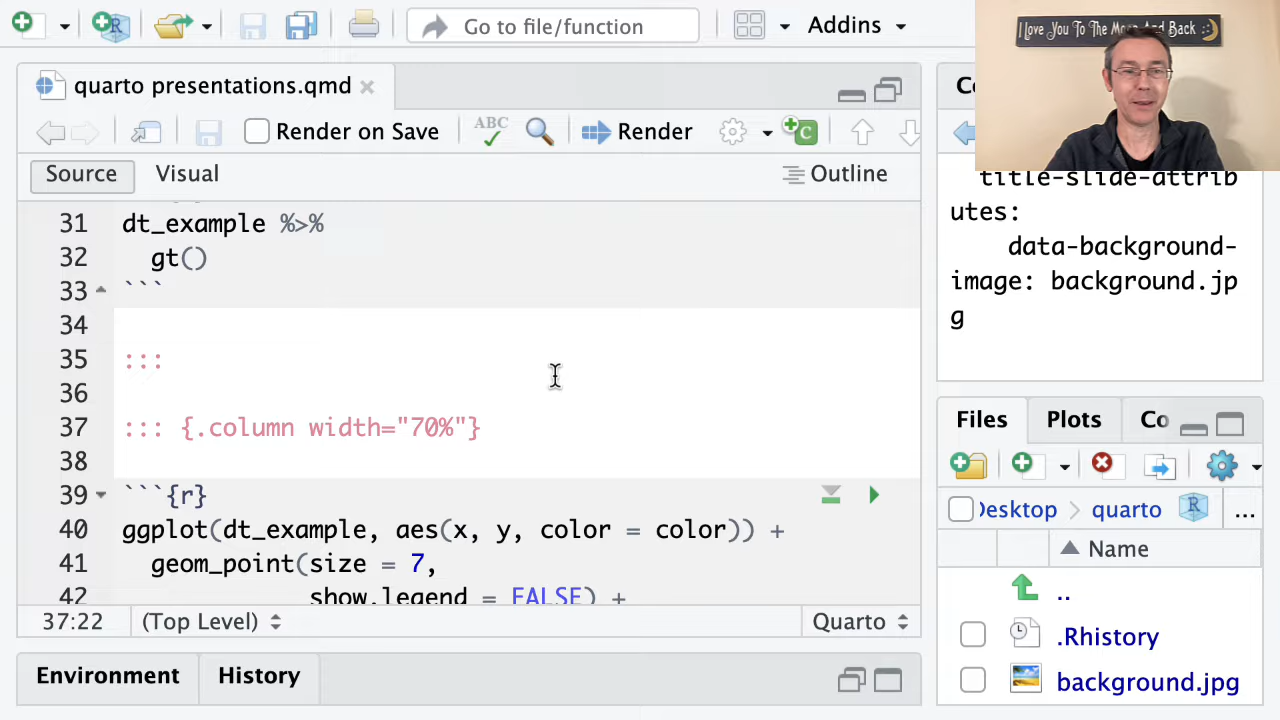 Go to file/function
Addins
I Love You To The Moon And Back
quarto presentations.qmd
Render on Save
ABC
Render
Source
Visual
Outline
31 dt_example %>%
32 gt()
33 ```
34
35 :::
36
37 ::: {.column width="70%"}
38
39 ```{r}
40 ggplot(dt_example, aes(x, y, color = color)) +
41 geom_point(size = 7,
42 show.legend = FALSE) +
37:22
(Top Level)
Quarto
Environment
History
title-slide-attrib
utes:
data-background-
image: background.jp
g
Files
Plots
Co
Desktop
quarto
...
Name
..
.Rhistory
background.jpg